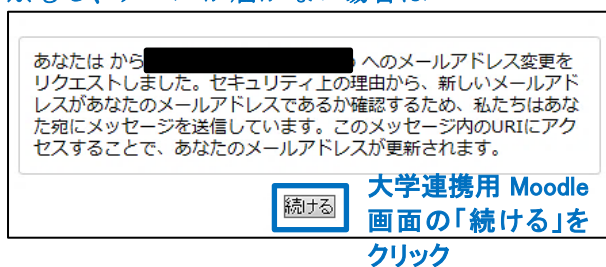 あなたは から へのメールアドレス変更を
リクエストしました。セキュリティ上の理由から、新しいメールアド
レスがあなたのメールアドレスであるか確認するため、私たちはあな
た宛にメッセージを送信しています。このメッセージ内のURIにアク
セスすることで、あなたのメールアドレスが更新されます。
続ける
大学連携用 Moodle
画面の「続ける」を
クリック